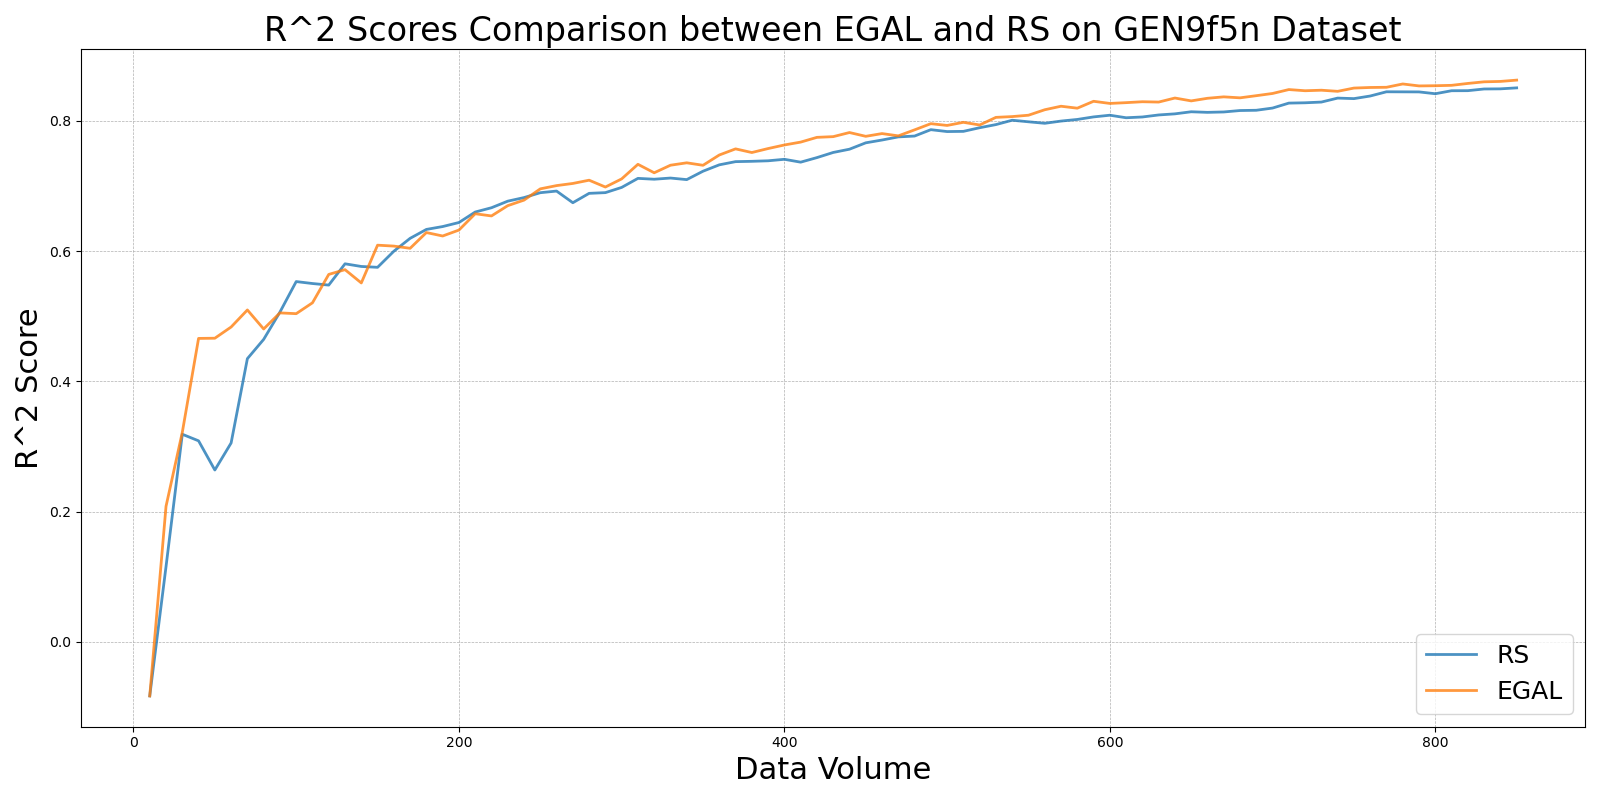 R^2 Scores Comparison between EGAL and RS on GEN9f5n Dataset
R^2 Score
0.8
0.6
0.4
0.2
0.0
0 200 400 600 800
Data Volume
RS
EGAL